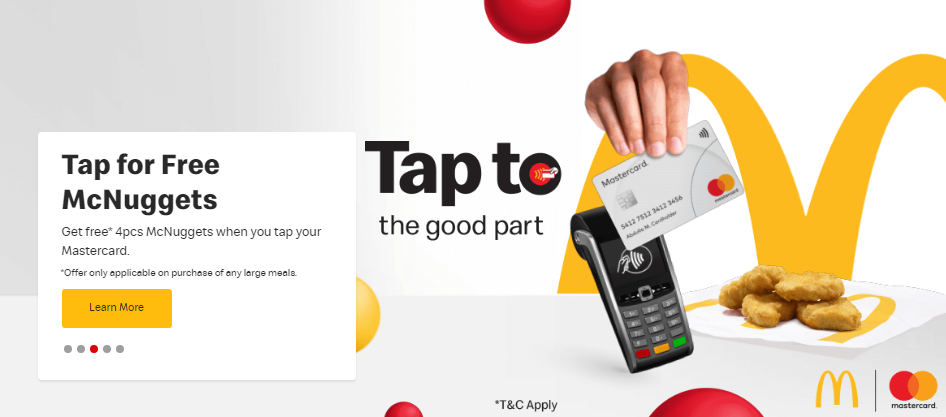 Tap for Free
McNuggets
Get free* 4pcs McNuggets when you tap your
Mastercard.
*Offer only applicable on purchase of any large meals.
Learn More
Tap to
the good part
*T&C Apply
Mastercard
5412 7512 3412 3456
mastercard
mastercard.